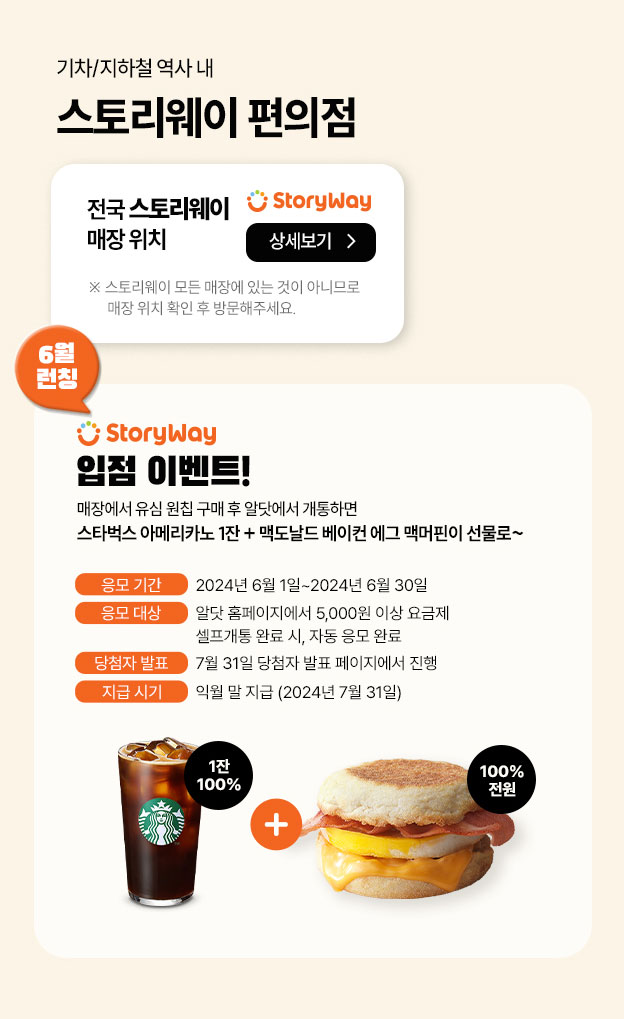 기차/지하철 역사 내
스토리웨이 편의점
전국 스토리웨이
매장 위치
StoryWay
상세보기 >
※ 스토리웨이 모든 매장에 있는 것이 아니므로
매장 위치 확인 후 방문해주세요.
6월
런칭
StoryWay
입점 이벤트!
매장에서 유심 원칩 구매 후 알닷에서 개통하면
스타벅스 아메리카노 1잔 + 맥도날드 베이컨 에그 맥머핀이 선물로~
응모 기간 2024년 6월 1일~2024년 6월 30일
응모 대상 알닷 홈페이지에서 5,000원 이상 요금제
셀프개통 완료 시, 자동 응모 완료
당첨자 발표 7월 31일 당첨자 발표 페이지에서 진행
지급 시기 익월 말 지급 (2024년 7월 31일)
1잔
100%
+
100%
전원